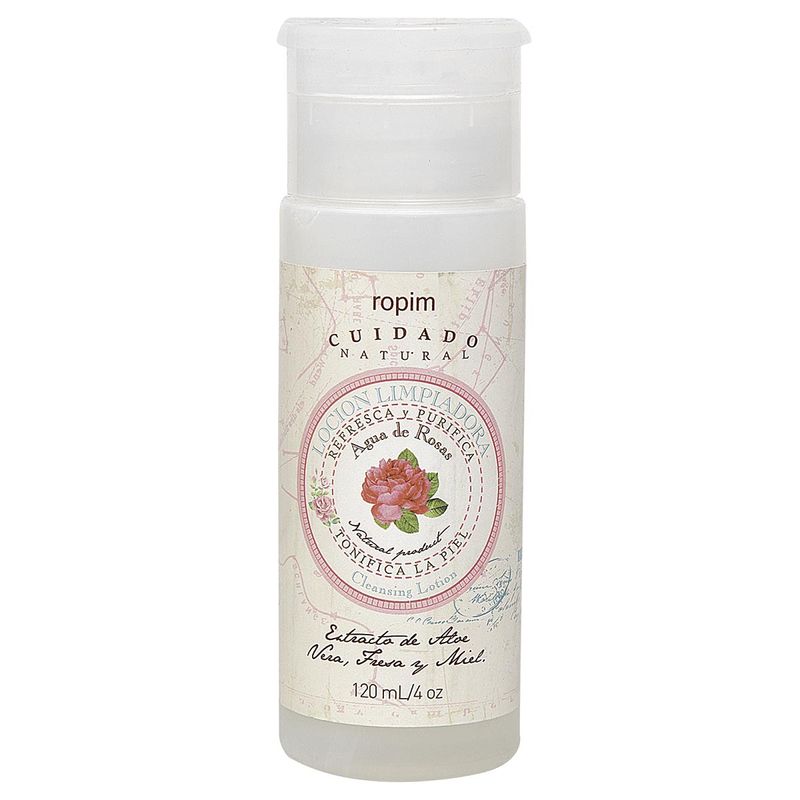 ropim
CUIDADO
NATURAL
LOCION LIMPIADORA
REFRESCA y PURIFICA
Agua de Rosas
Natural product
TONIFICA LA PIEL
Cleansing Lotion
Extracto de Aloe
Vera, Fresa y Miel.
120 mL/4 oz